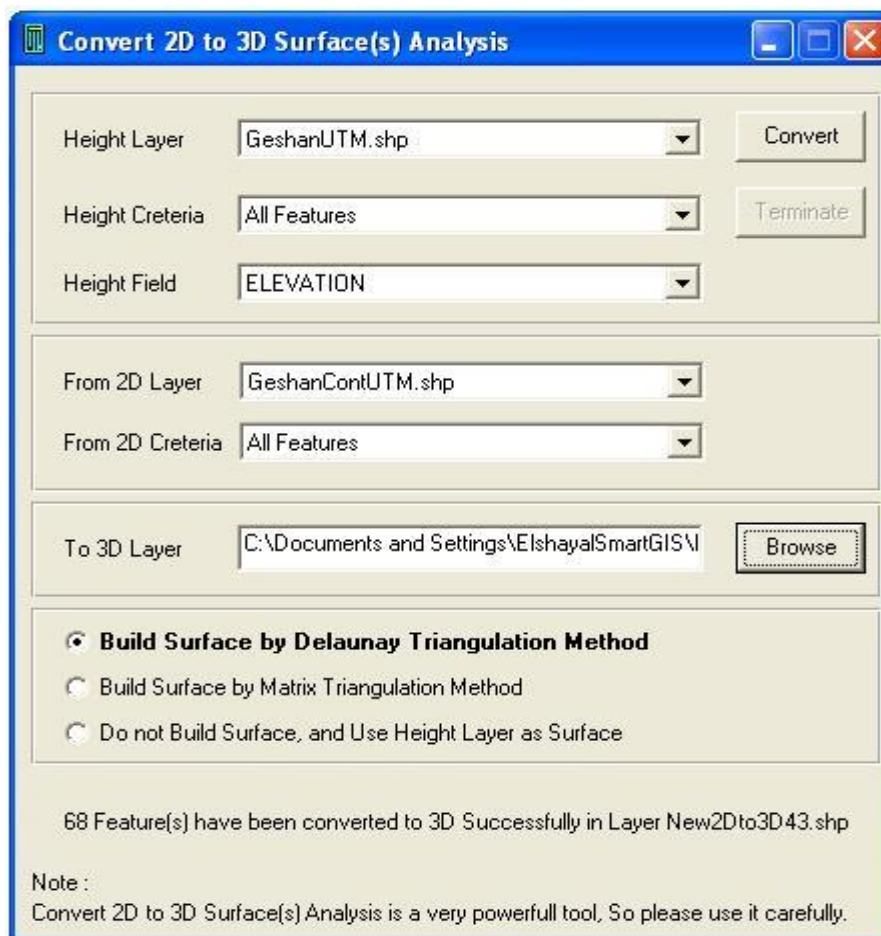 Convert 2D to 3D Surface(s) Analysis
Height Layer GeshanUTM.shp Convert
Height Creteria All Features Terminate
Height Field ELEVATION
From 2D Layer GeshanContUTM.shp
From 2D Creteria All Features
To 3D Layer C:\Documents and Settings\ElshayalSmartGIS\ Browse
Build Surface by Delaunay Triangulation Method
Build Surface by Matrix Triangulation Method
Do not Build Surface, and Use Height Layer as Surface
68 Feature(s) have been converted to 3D Successfully in Layer New2Dto3D43.shp
Note :
Convert 2D to 3D Surface(s) Analysis is a very powerfull tool, So please use it carefully.